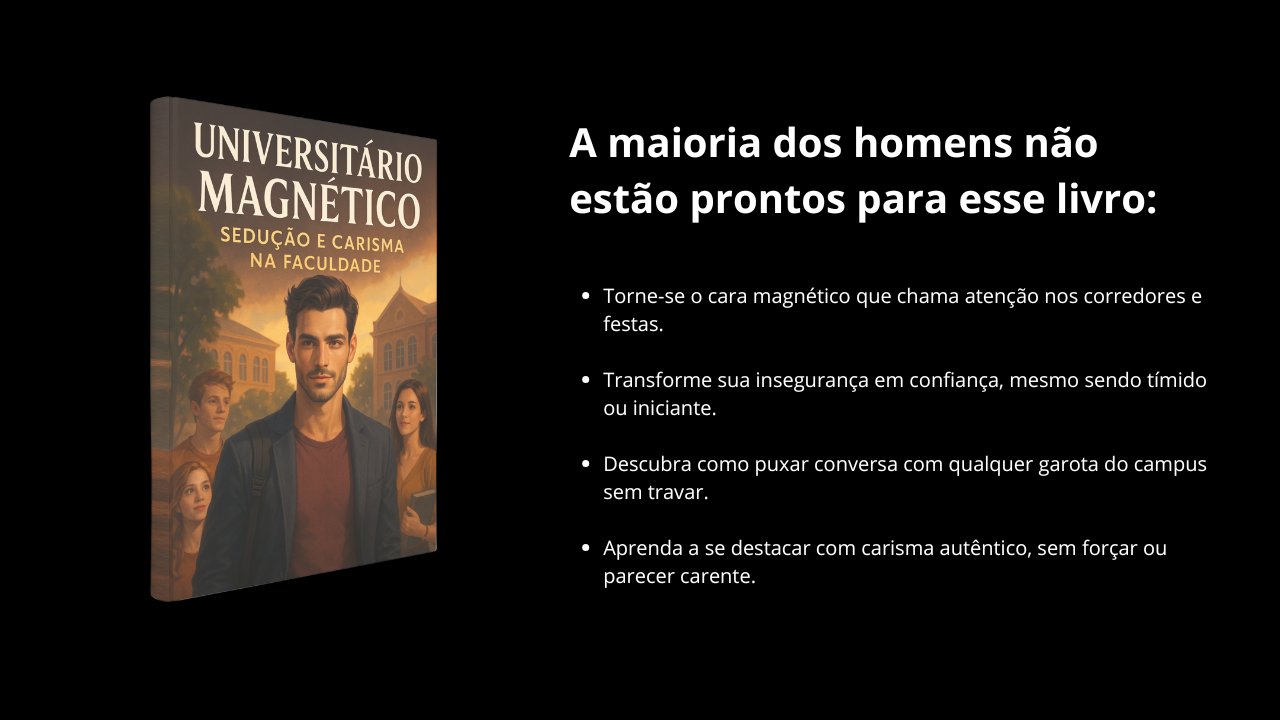 UNIVERSITÁRIO
MAGNÉTICO
SEDUÇÃO E CARISMA
NA FACULDADE
A maioria dos homens não
estão prontos para esse livro:
• Torne-se o cara magnético que chama atenção nos corredores e
festas.
• Transforme sua insegurança em confiança, mesmo sendo tímido
ou iniciante.
• Descubra como puxar conversa com qualquer garota do campus
sem travar.
• Aprenda a se destacar com carisma autêntico, sem forçar ou
parecer carente.